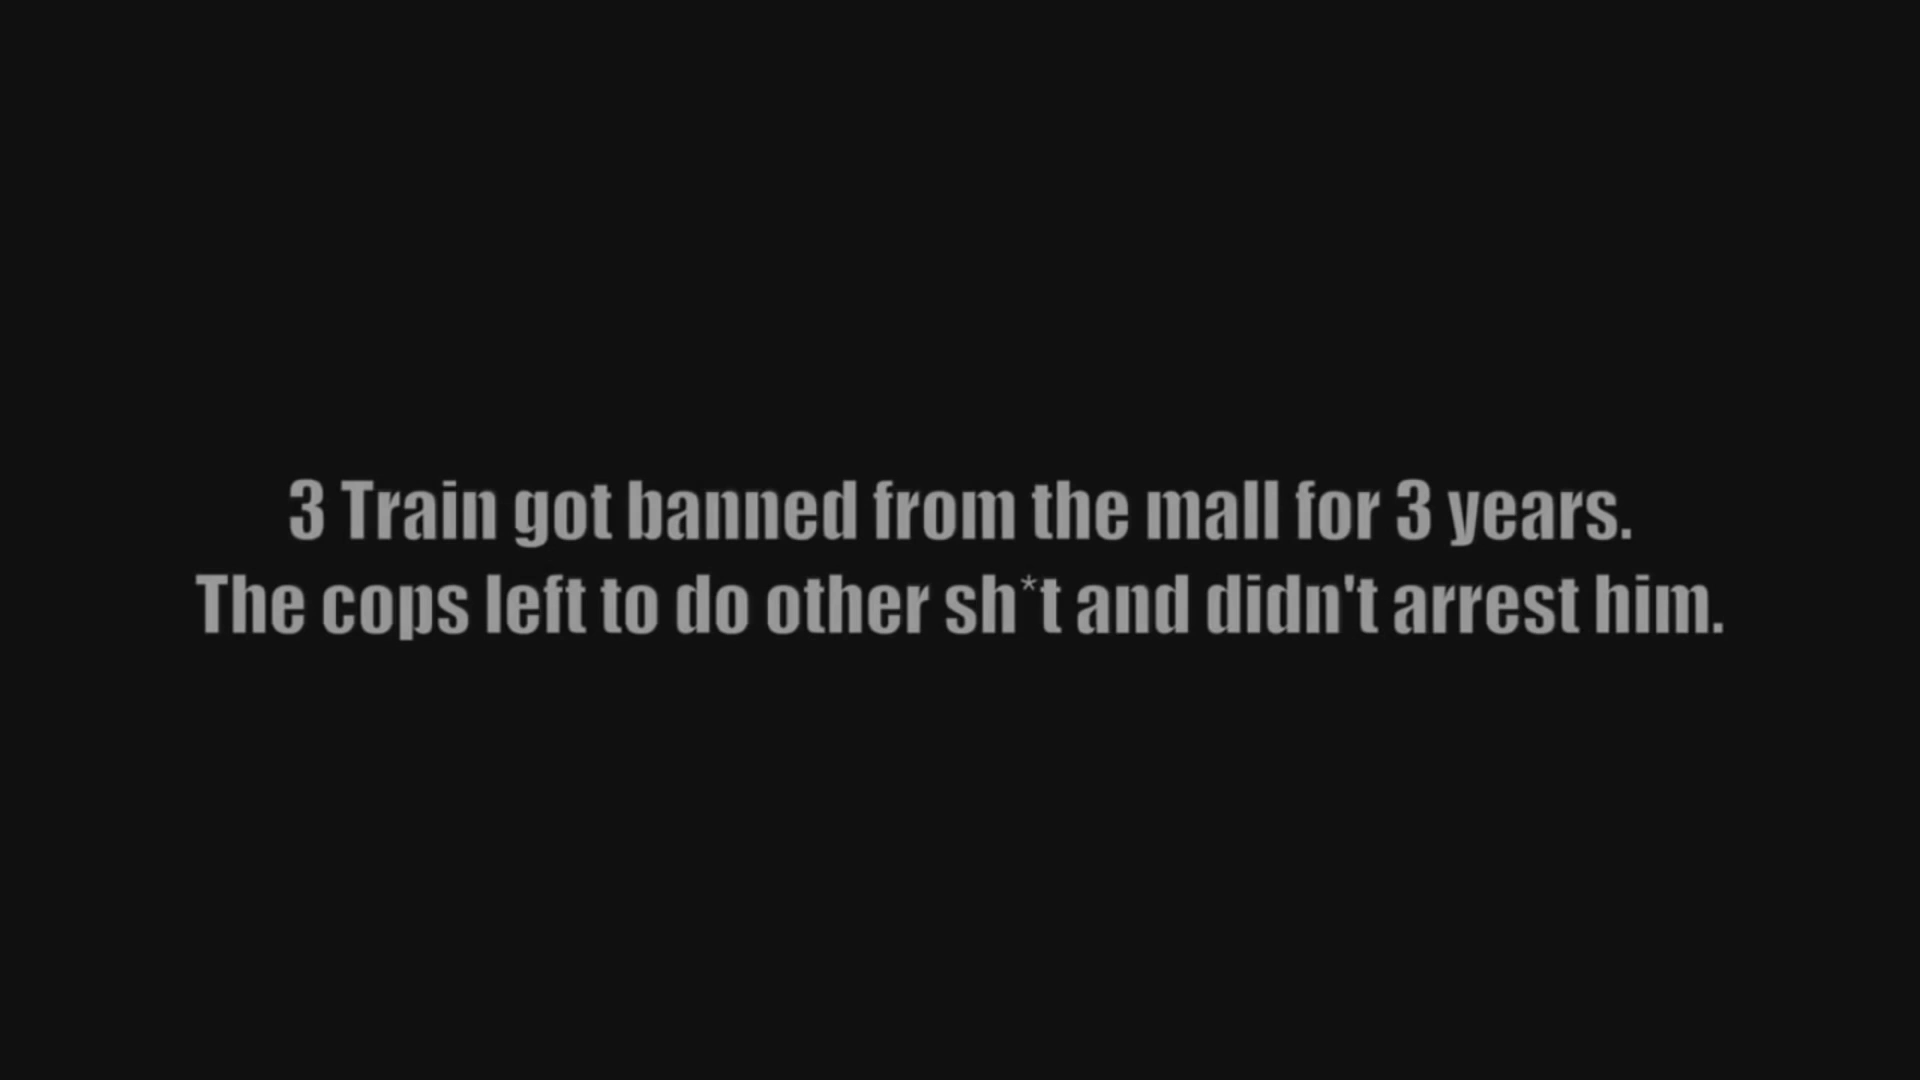 3 Train got banned from the mall for 3 years.
The cops left to do other sh*t and didn't arrest him.